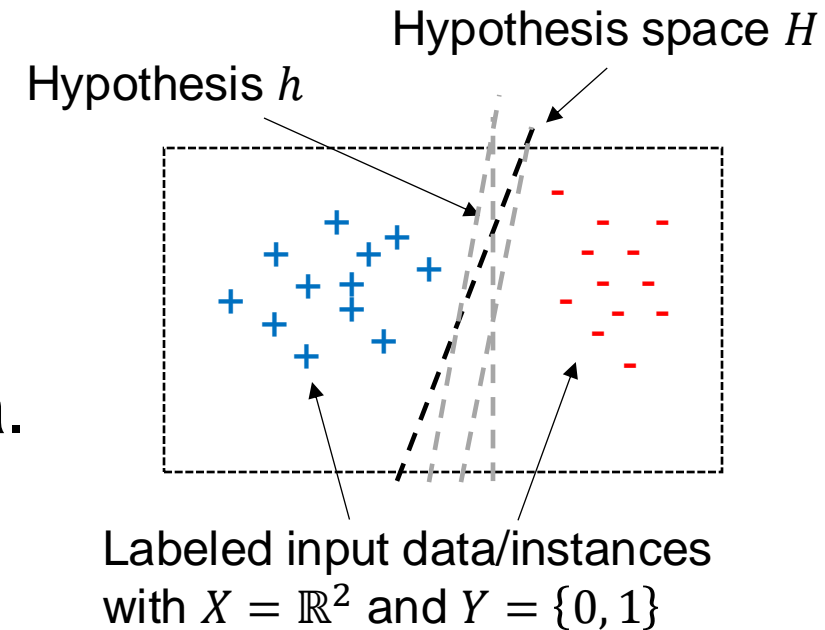 Hypothesis space H
Hypothesis h
Labeled input data/instances
with X = ℝ² and Y = {0, 1}